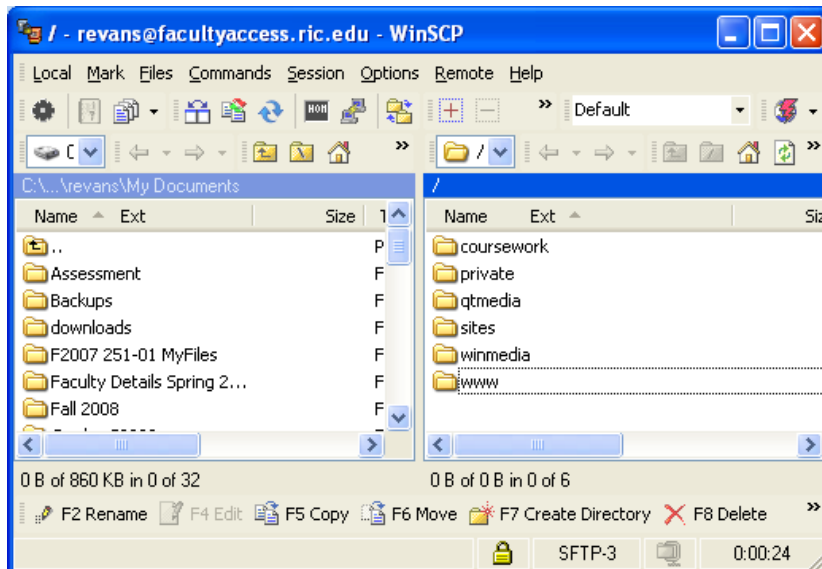 / - revans@facultyaccess.ric.edu - WinSCP
Local Mark Files Commands Session Options Remote Help
» Default
» / »
C:\...\revans\My Documents /
Name Ext Size Name Ext
.. P
Assessment F coursework
Backups F private
downloads F qtmedia
F2007 251-01 MyFiles F sites
Faculty Details Spring 2... F winmedia
Fall 2008 F www
0 B of 860 KB in 0 of 32 0 B of 0 B in 0 of 6
F2 Rename F4 Edit F5 Copy F6 Move F7 Create Directory F8 Delete »
SFTP-3 0:00:24